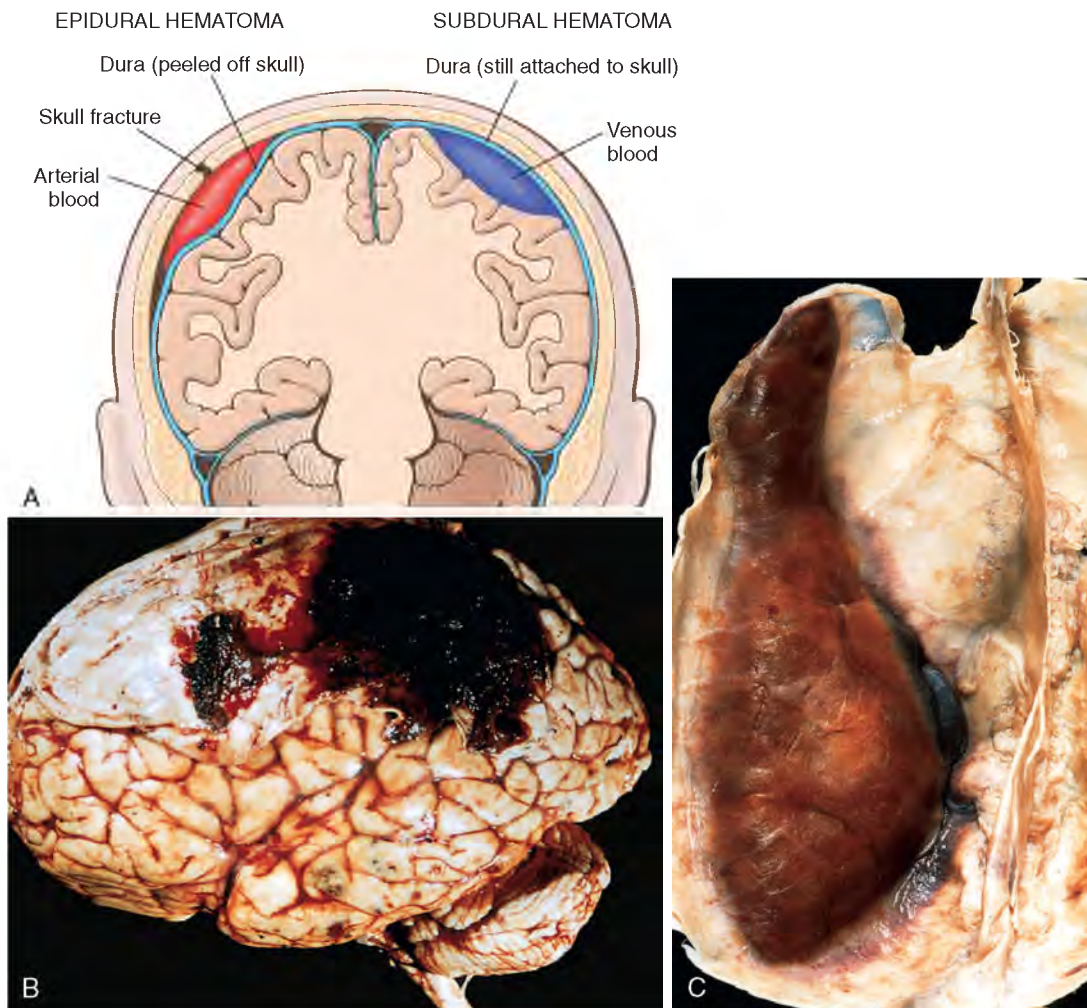 EPIDURAL HEMATOMA
SUBDURAL HEMATOMA
Dura (peeled off skull)
Dura (still attached to skull)
Skull fracture
Venous
blood
Arterial
blood
A
B
C